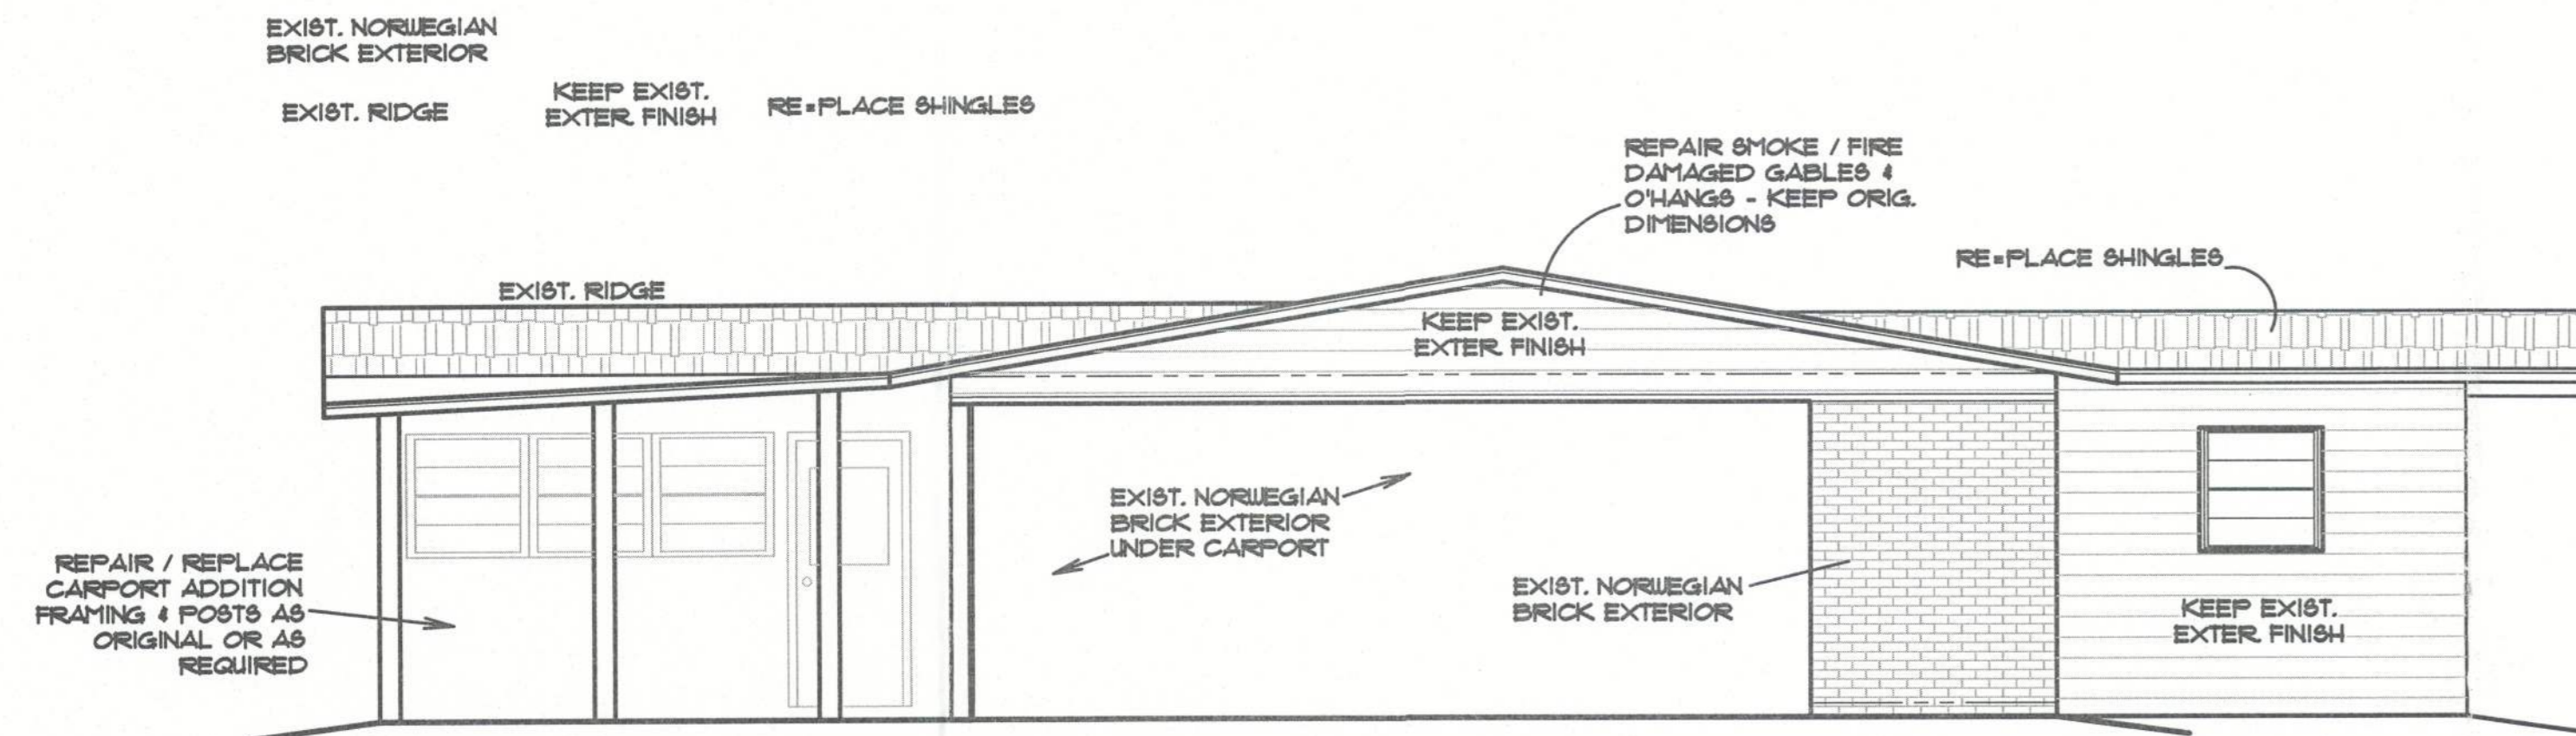 EXIST. NORWEGIAN
BRICK EXTERIOR
EXIST. RIDGE
KEEP EXIST.
EXTER. FINISH
RE=PLACE SHINGLES
REPAIR SMOKE / FIRE
DAMAGED GABLES &
O'HANGS - KEEP ORIG.
DIMENSIONS
RE=PLACE SHINGLES
EXIST. RIDGE
KEEP EXIST.
EXTER. FINISH
EXIST. NORWEGIAN
BRICK EXTERIOR
UNDER CARPORT
REPAIR / REPLACE
CARPORT ADDITION
FRAMING & POSTS AS
ORIGINAL OR AS
REQUIRED
EXIST. NORWEGIAN
BRICK EXTERIOR
KEEP EXIST.
EXTER. FINISH